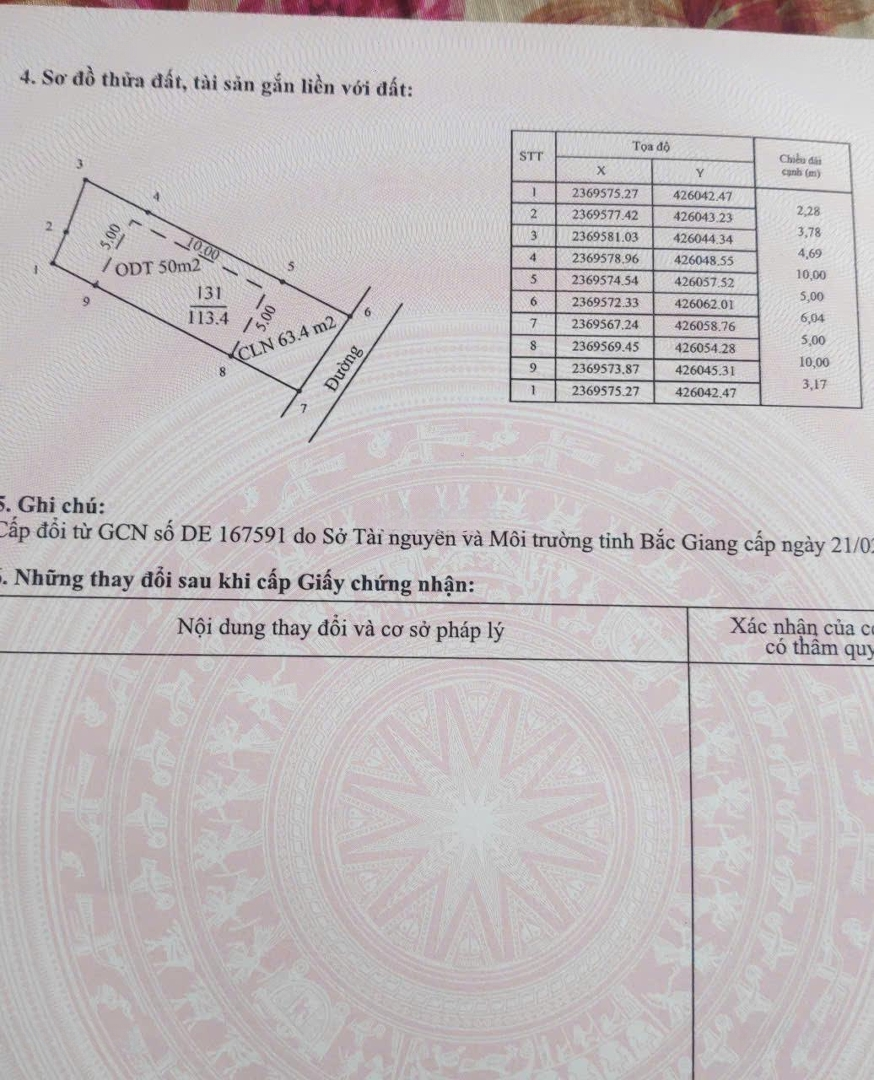 4. Sơ đồ thửa đất, tài sản gắn liền với đất:
3
4
2
5.00
10.00
5
1
ODT 50m2
131
113.4
9
5.00
6
CLN 63.4 m2
8
Đường
7
STT Tọa độ Chiều dài cạnh (m)
X Y
1 2369575.27 426042.47
2,28
2 2369577.42 426043.23
3,78
3 2369581.03 426044.34
4,69
4 2369578.96 426048.55
10,00
5 2369574.54 426057.52
5,00
6 2369572.33 426062.01
6,04
7 2369567.24 426058.76
5,00
8 2369569.45 426054.28
10,00
9 2369573.87 426045.31
3,17
1 2369575.27 426042.47
5. Ghi chú:
Cấp đổi từ GCN số DE 167591 do Sở Tài nguyên và Môi trường tỉnh Bắc Giang cấp ngày 21/0
. Những thay đổi sau khi cấp Giấy chứng nhận:
Nội dung thay đổi và cơ sở pháp lý
Xác nhận của c
có thẩm quy